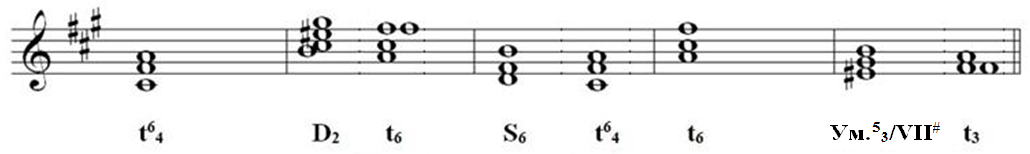 t⁶₄ D₂ t₆ S₆ t⁶₄ t₆ Ум.⁵₃/VII# t₃